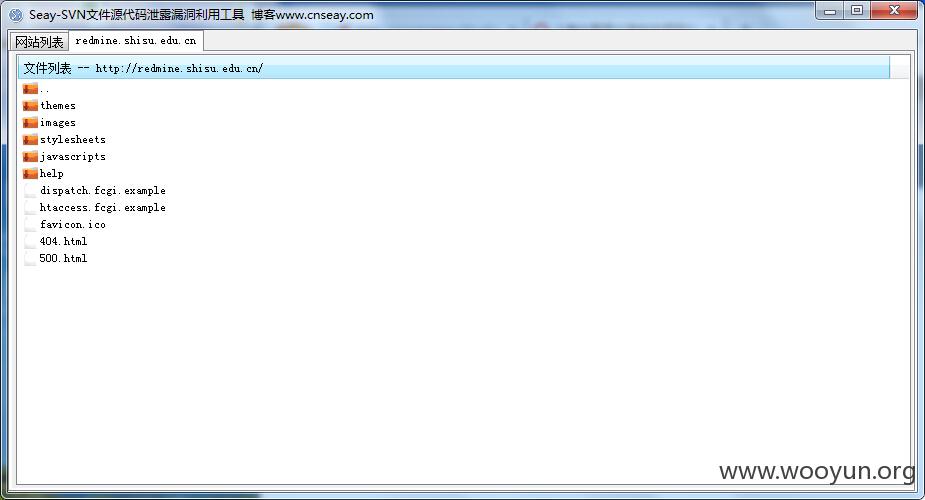 Seay-SVN文件源代码泄露漏洞利用工具 博客www.cnseay.com
网站列表 redmine.shisu.edu.cn
文件列表 -- http://redmine.shisu.edu.cn/
..
themes
images
stylesheets
javascripts
help
dispatch.fcgi.example
htaccess.fcgi.example
favicon.ico
404.html
500.html
www.wooyun.org